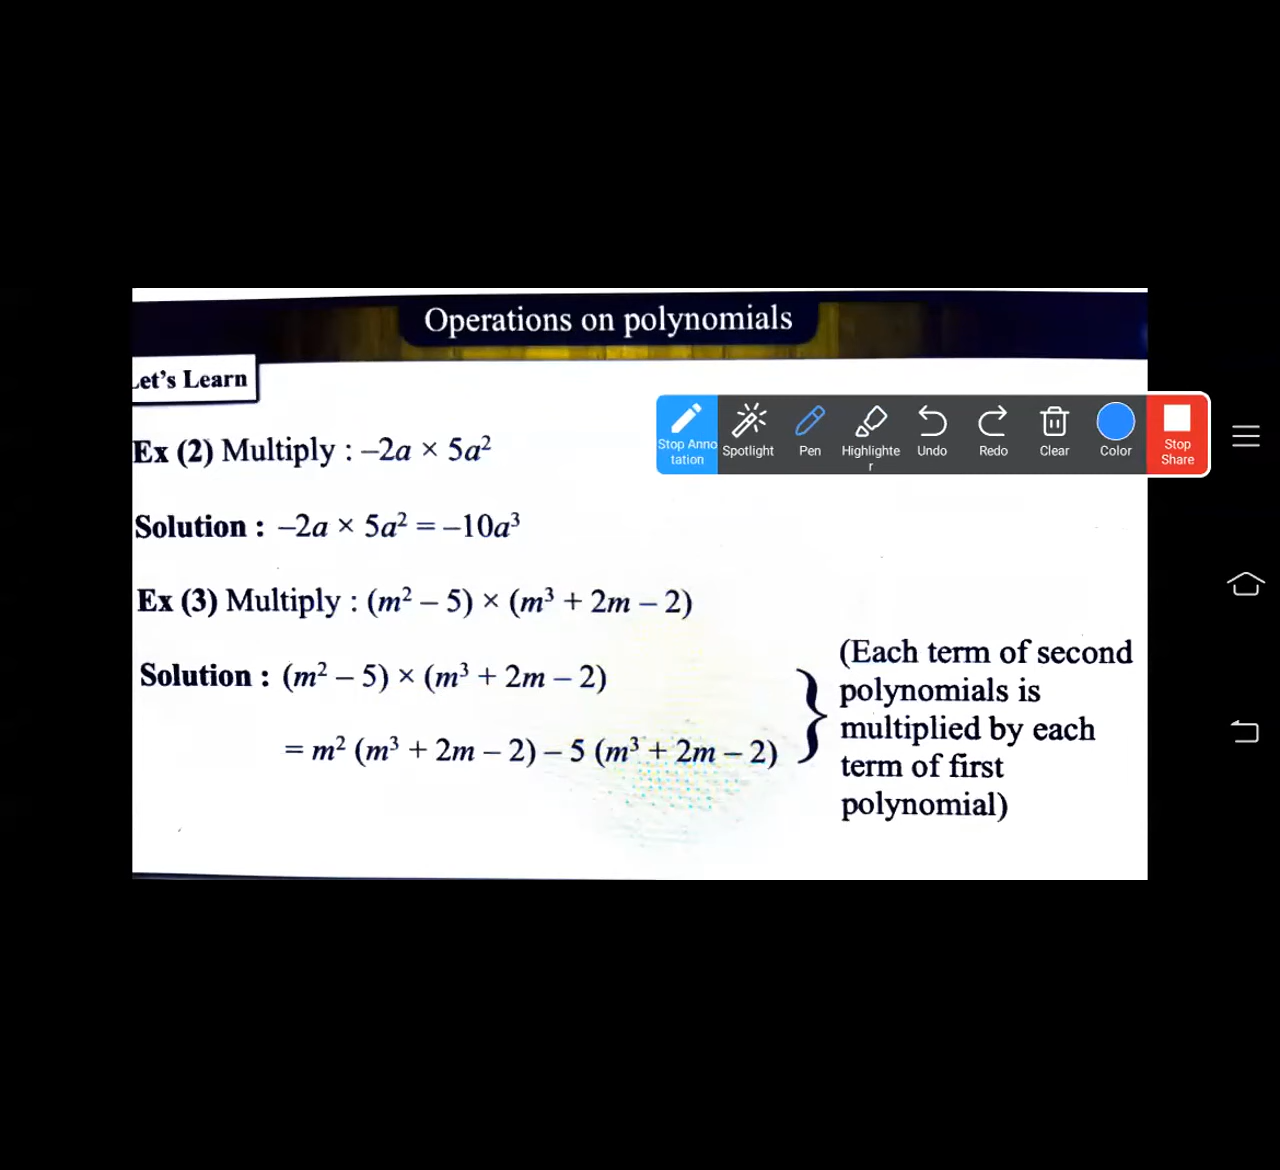 Operations on polynomials
Let's Learn
Stop Annotation
Spotlight
Pen
Highlighter
Undo
Redo
Clear
Color
Stop Share
Ex (2) Multiply : –2a × 5a²
Solution : –2a × 5a² = –10a³
Ex (3) Multiply : (m² – 5) × (m³ + 2m – 2)
Solution : (m² – 5) × (m³ + 2m – 2)
= m² (m³ + 2m – 2) – 5 (m³ + 2m – 2)
(Each term of second
polynomials is
multiplied by each
term of first
polynomial)